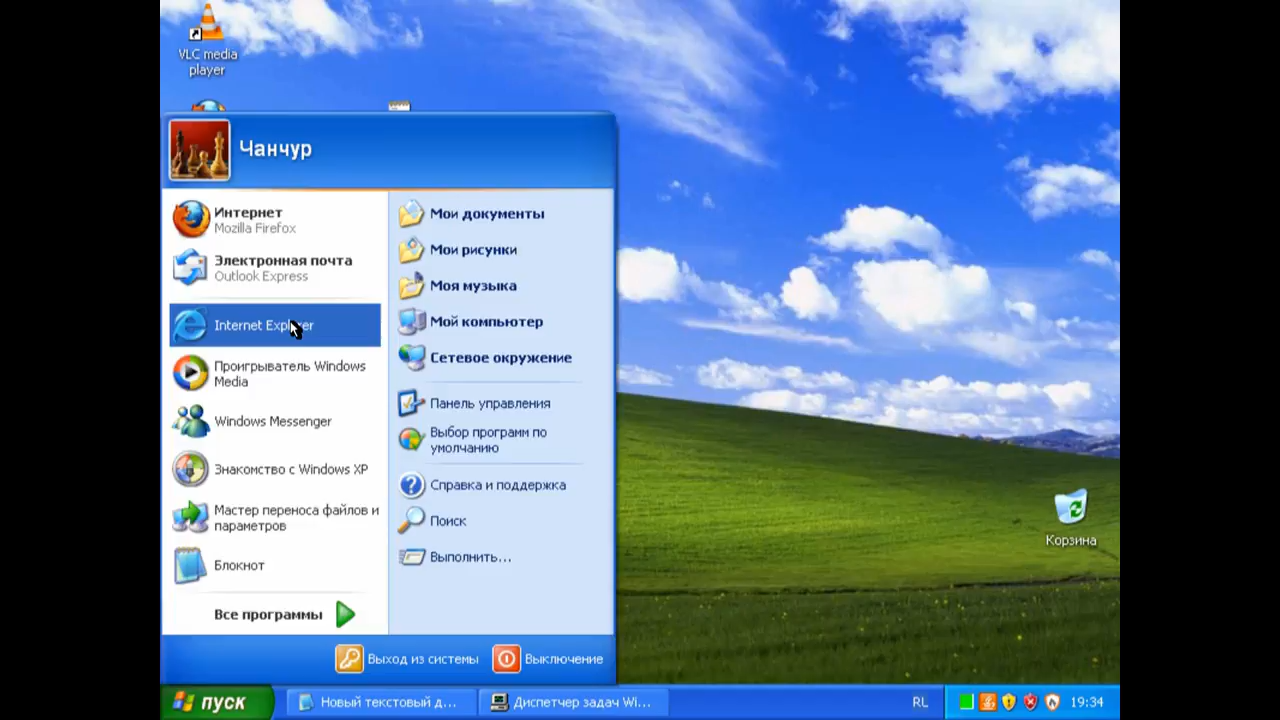 VLC media
player
Чанчур
Интернет
Mozilla Firefox
Электронная почта
Outlook Express
Internet Explorer
Проигрыватель Windows
Media
Windows Messenger
Знакомство с Windows XP
Мастер переноса файлов и
параметров
Блокнот
Все программы
Мои документы
Мои рисунки
Моя музыка
Мой компьютер
Сетевое окружение
Панель управления
Выбор программ по
умолчанию
Справка и поддержка
Поиск
Выполнить...
Корзина
Выход из системы
Выключение
пуск
Новый текстовый д...
Диспетчер задач Wi...
RL
19:34